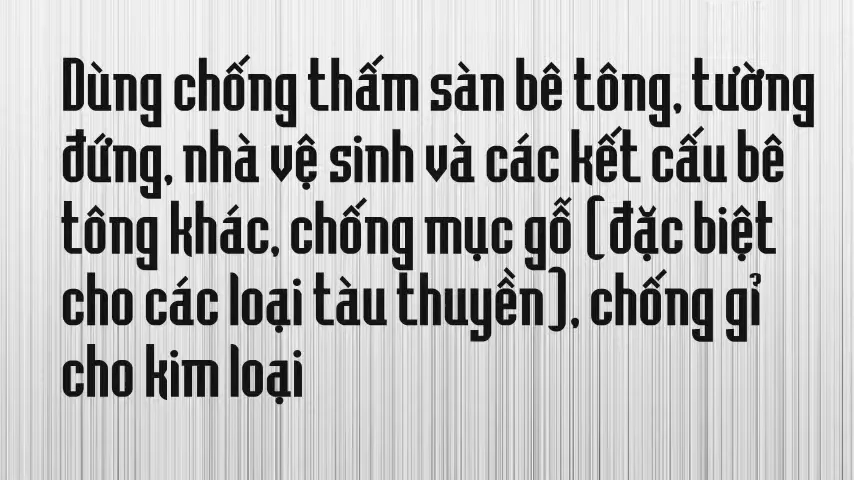 Dùng chống thấm sàn bê tông, tường
đứng, nhà vệ sinh và các kết cấu bê
tông khác, chống mục gỗ (đặc biệt
cho các loại tàu thuyền), chống gỉ
cho kim loại